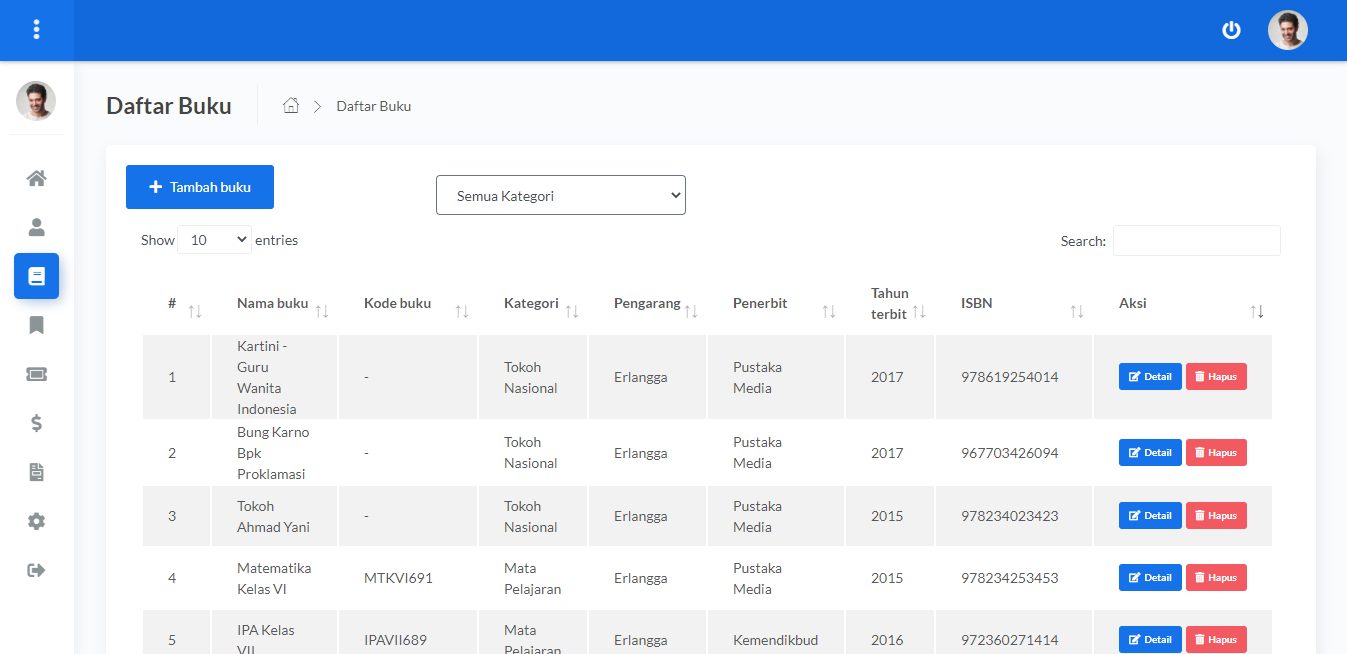 Daftar Buku
Daftar Buku
Tambah buku
Semua Kategori
Show 10 entries
Search:
# Nama buku Kode buku Kategori Pengarang Penerbit Tahun terbit ISBN Aksi
1 Kartini - Guru Wanita Indonesia - Tokoh Nasional Erlangga Pustaka Media 2017 978619254014 Detail Hapus
2 Bung Karno Bpk Proklamasi - Tokoh Nasional Erlangga Pustaka Media 2017 967703426094 Detail Hapus
3 Tokoh Ahmad Yani - Tokoh Nasional Erlangga Pustaka Media 2015 978234023423 Detail Hapus
4 Matematika Kelas VI MTKVI691 Mata Pelajaran Erlangga Pustaka Media 2015 978234253453 Detail Hapus
5 IPA Kelas VII IPAVII689 Mata Pelajaran Erlangga Kemendikbud 2016 972360271414 Detail Hapus